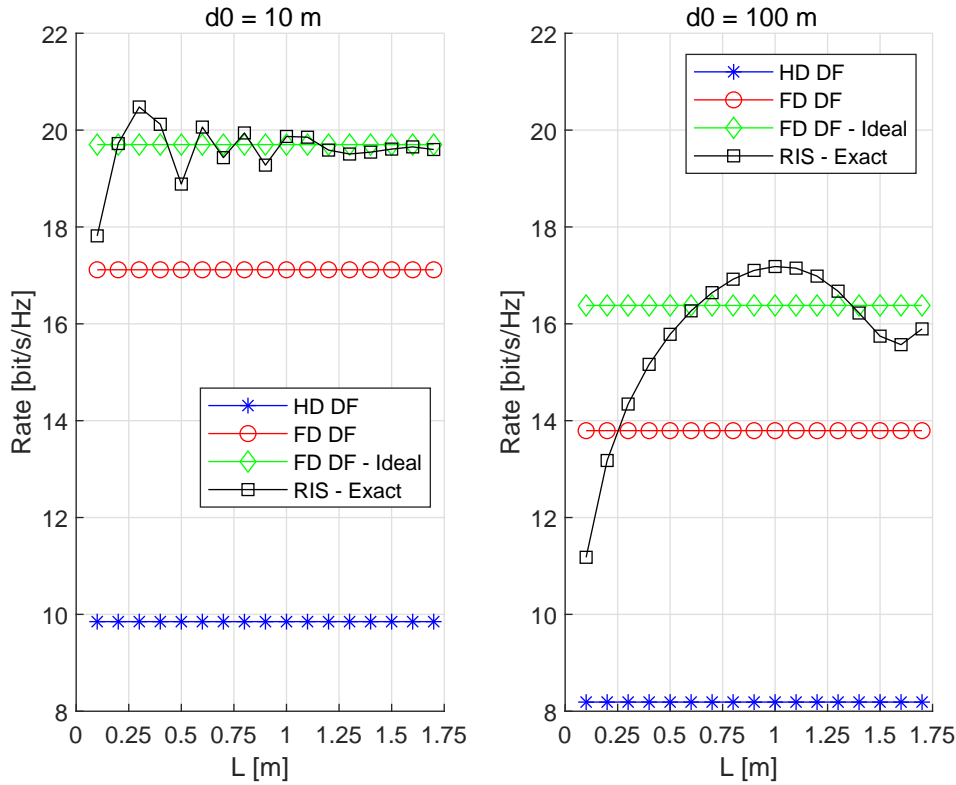 d0 = 10 m
22
20
18
16
14
12
10
8
Rate [bit/s/Hz]
HD DF
FD DF
FD DF - Ideal
RIS - Exact
0 0.25 0.5 0.75 1 1.25 1.5 1.75
L [m]
d0 = 100 m
22
20
18
16
14
12
10
8
Rate [bit/s/Hz]
HD DF
FD DF
FD DF - Ideal
RIS - Exact
0 0.25 0.5 0.75 1 1.25 1.5 1.75
L [m]